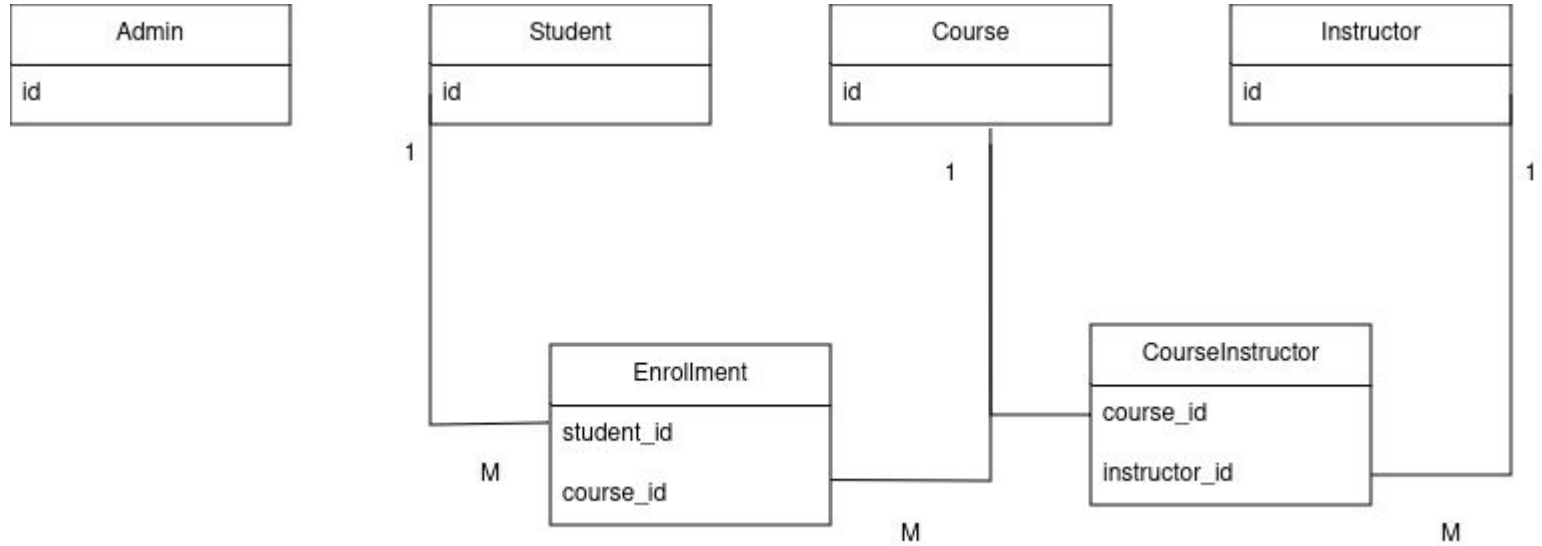 Admin
id
Student
id
Course
id
Instructor
id
1
1
1
Enrollment
student_id
course_id
M
M
CourseInstructor
course_id
instructor_id
M